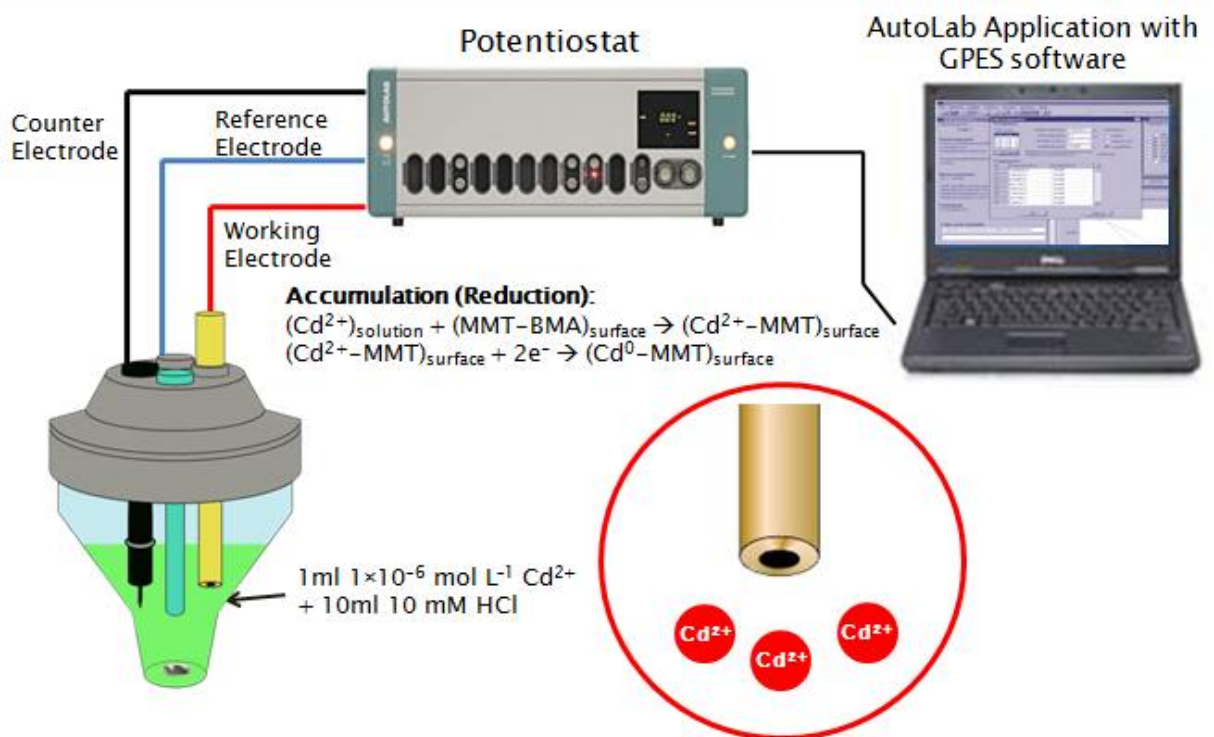 Potentiostat
AutoLab Application with
GPES software
AUTOLAB
Counter
Electrode
Reference
Electrode
Working
Electrode
Accumulation (Reduction):
(Cd²⁺)solution + (MMT-BMA)surface → (Cd²⁺-MMT)surface
(Cd²⁺-MMT)surface + 2e⁻ → (Cd⁰-MMT)surface
1ml 1×10⁻⁶ mol L⁻¹ Cd²⁺
+ 10ml 10 mM HCl
Cd²⁺
Cd²⁺
Cd²⁺
DELL